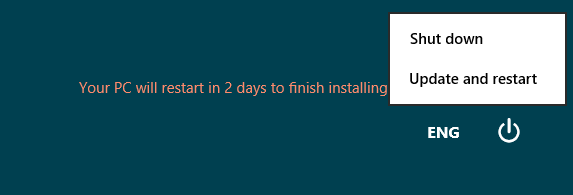 Shut down
Update and restart
Your PC will restart in 2 days to finish installing
ENG